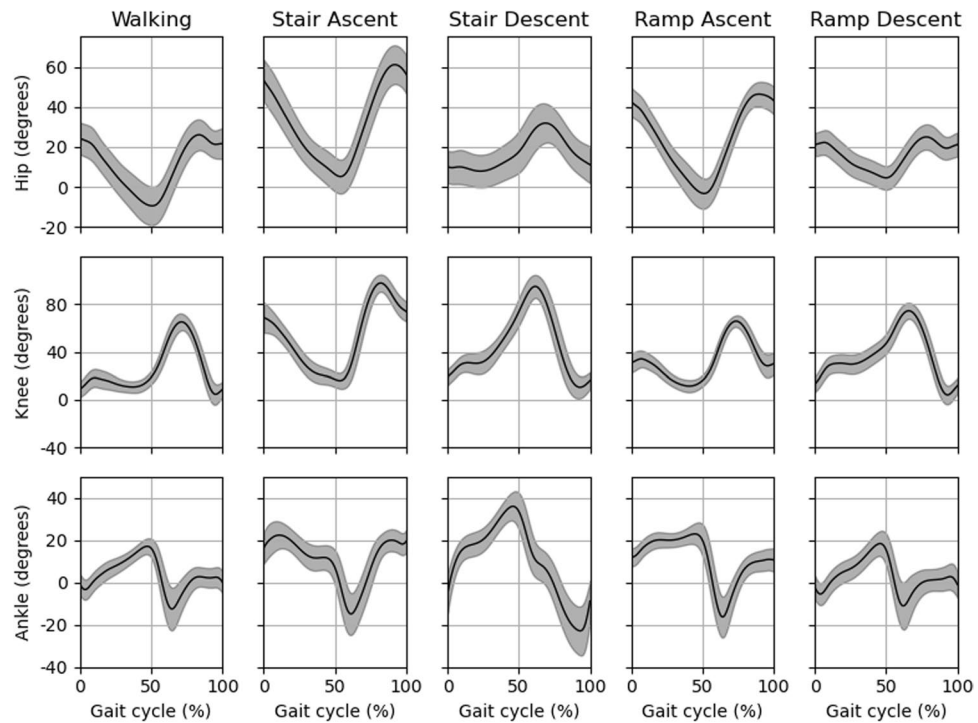 Walking Stair Ascent Stair Descent Ramp Ascent Ramp Descent
Hip (degrees)
60
40
20
0
-20
Knee (degrees)
80
40
0
-40
Ankle (degrees)
40
20
0
-20
-40
0 50 100 0 50 100 0 50 100 0 50 100 0 50 100
Gait cycle (%) Gait cycle (%) Gait cycle (%) Gait cycle (%) Gait cycle (%)